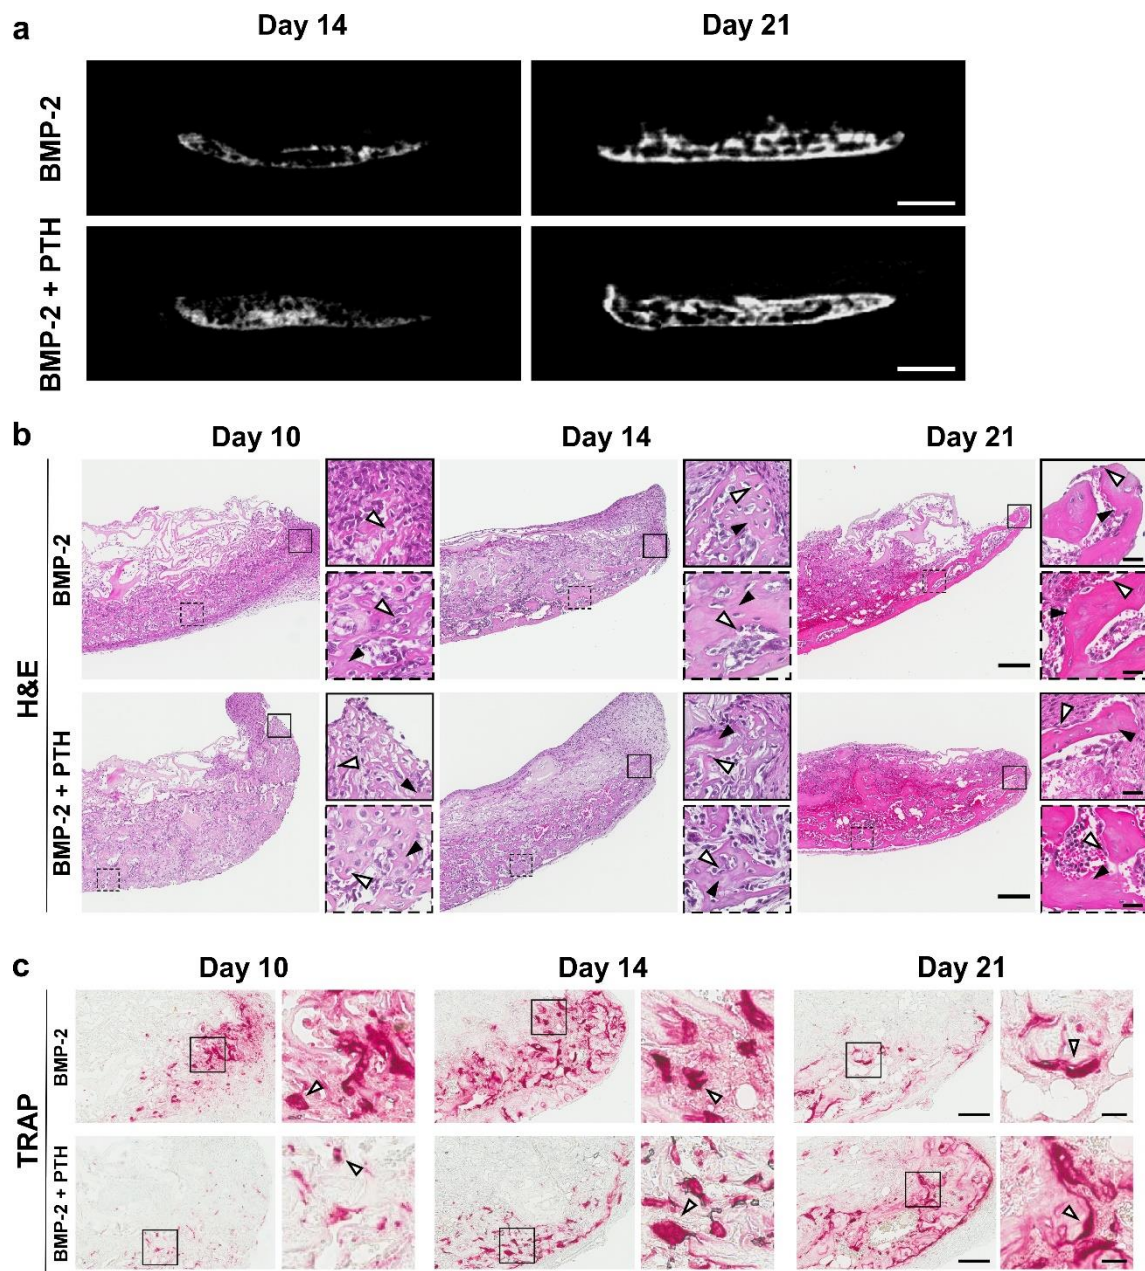 a
Day 14 Day 21
BMP-2
BMP-2 + PTH
b
Day 10 Day 14 Day 21
H&E
BMP-2
BMP-2 + PTH
c
Day 10 Day 14 Day 21
TRAP
BMP-2
BMP-2 + PTH